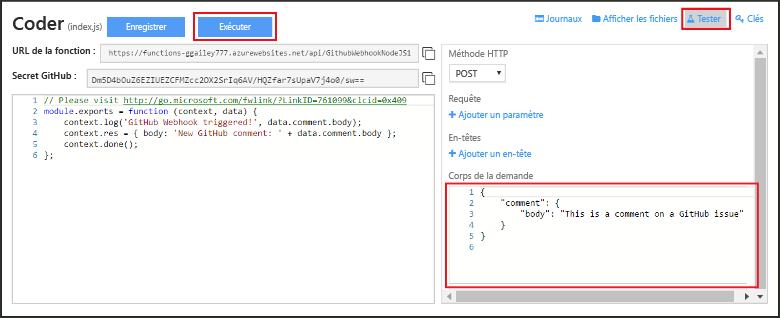 Coder (index.js) Enregistrer Exécuter Journaux Afficher les fichiers Tester Clés
URL de la fonction : https://functions-ggailey777.azurewebsites.net/api/GithubWebhookNodeJS1
Secret GitHub : Dm5D4bOuZ6EZIUEZCFMZcc2OX2SrIq6AV/HQZfar7sUpaV7j4o0/sw==
1 // Please visit http://go.microsoft.com/fwlink/?LinkID=761099&clcid=0x409
2 module.exports = function (context, data) {
3 context.log('GitHub Webhook triggered!', data.comment.body);
4 context.res = { body: 'New GitHub comment: ' + data.comment.body };
5 context.done();
6 };
Méthode HTTP
POST
Requête
+ Ajouter un paramètre
En-têtes
+ Ajouter un en-tête
Corps de la demande
1 {
2 "comment": {
3 "body": "This is a comment on a GitHub issue"
4 }
5 }
6